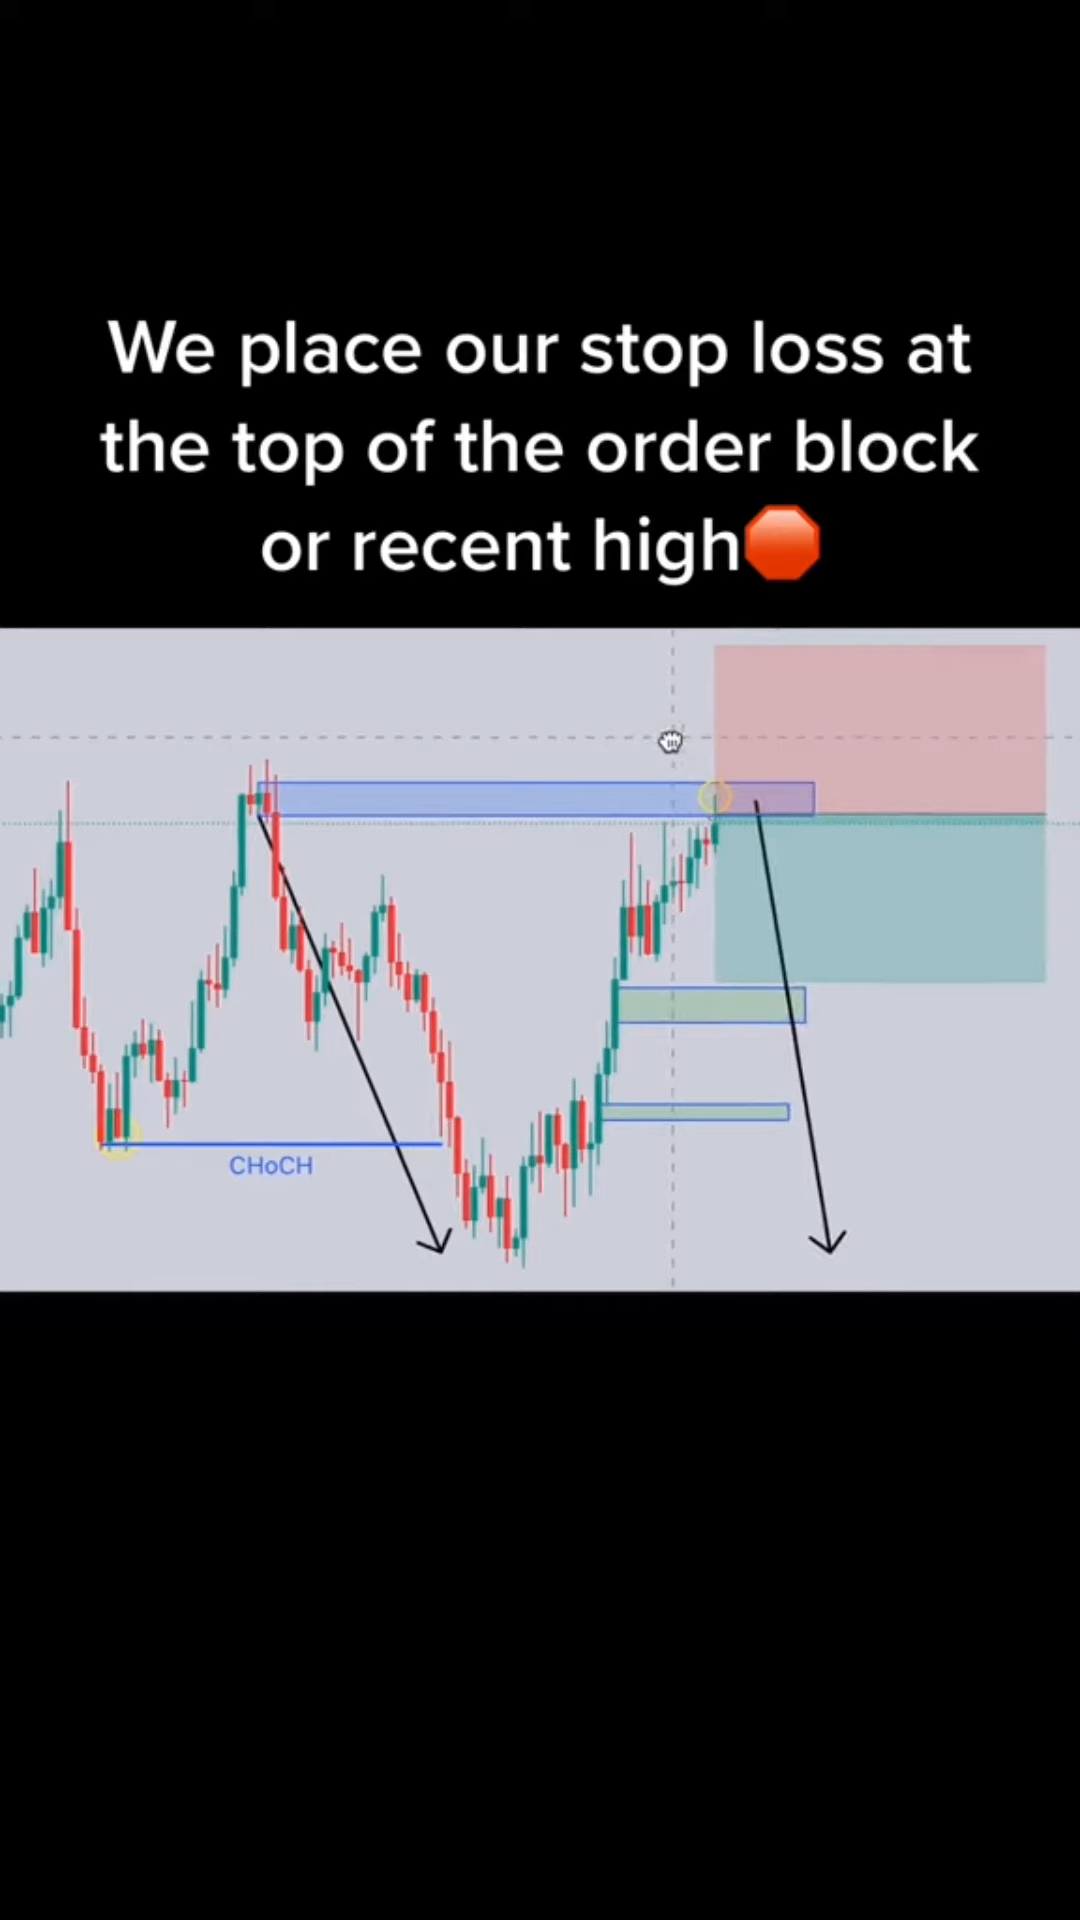 We place our stop loss at
the top of the order block
or recent high🛑
CHoCH